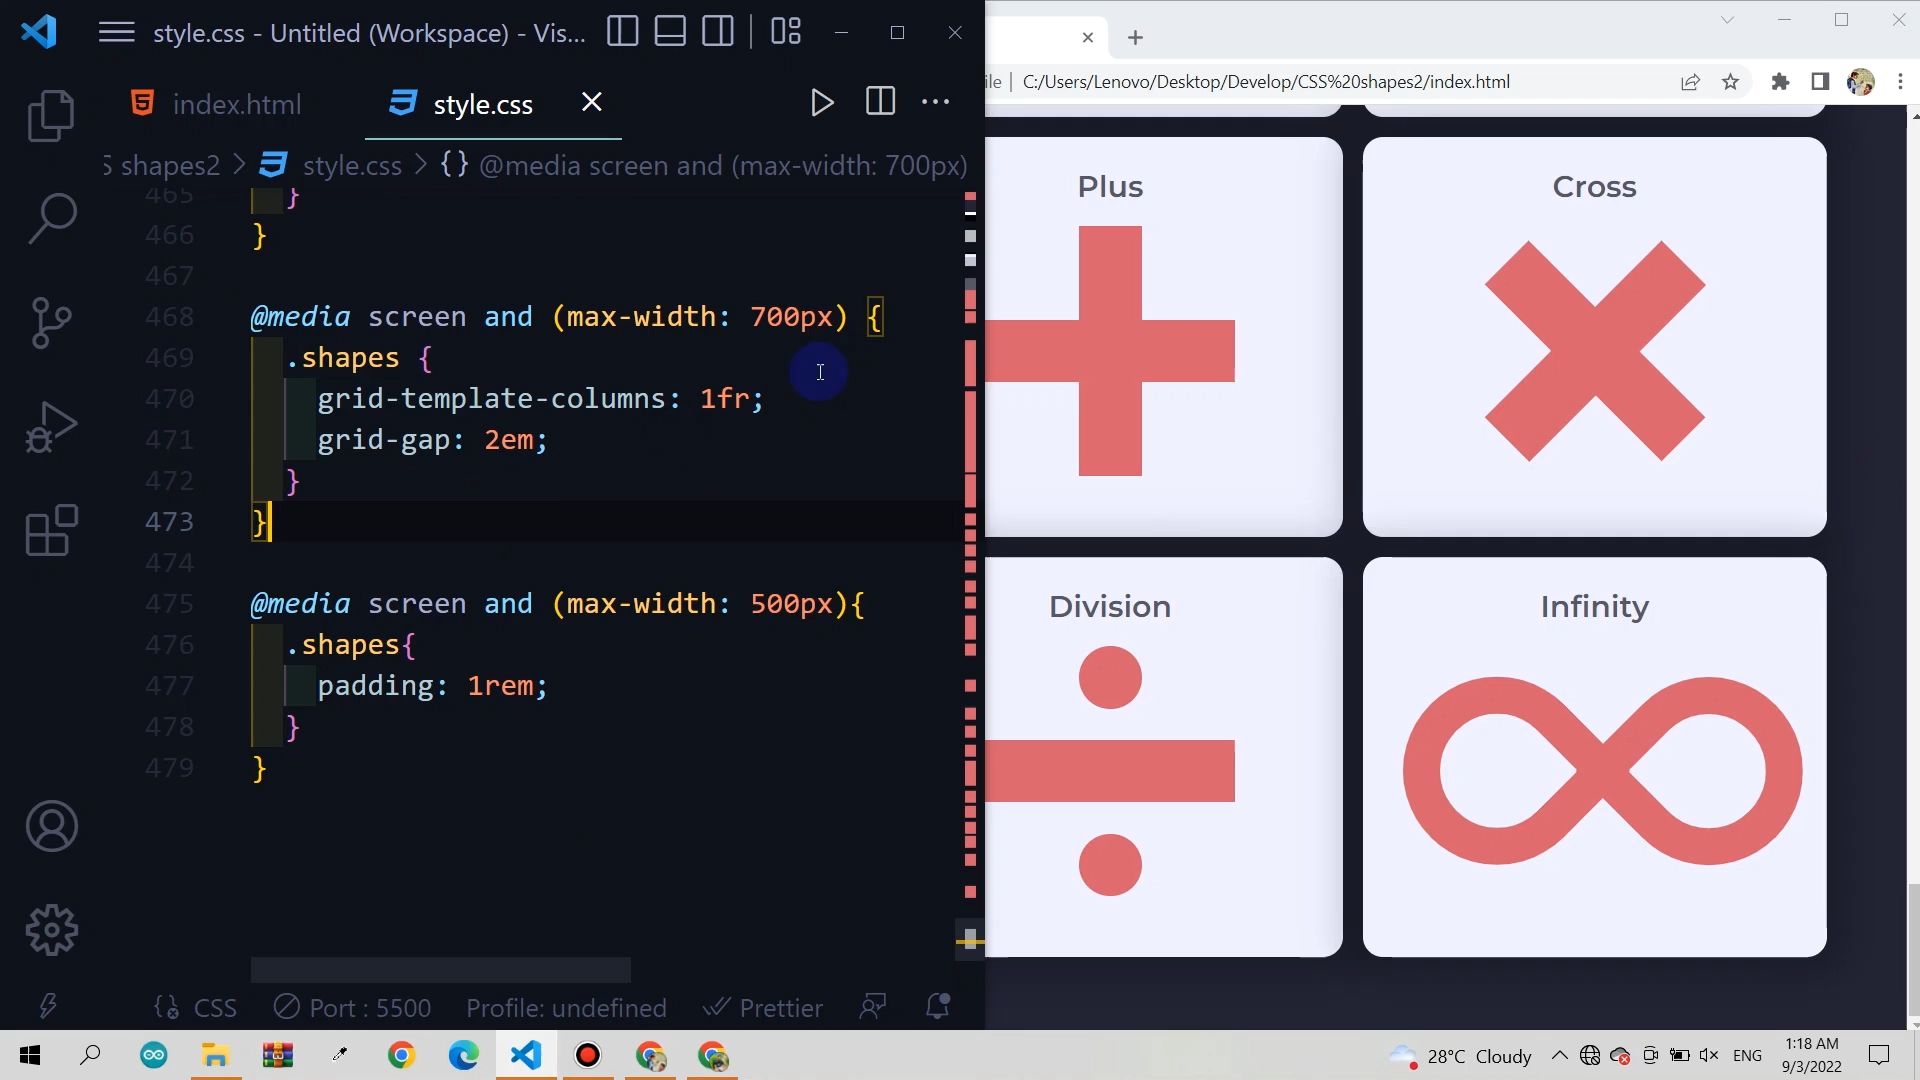 style.css - Untitled (Workspace) - Vis...
index.html
style.css
shapes2 > style.css > {} @media screen and (max-width: 700px)
465 }
466 }
467
468 @media screen and (max-width: 700px) {
469 .shapes {
470 grid-template-columns: 1fr;
471 grid-gap: 2em;
472 }
473 }
474
475 @media screen and (max-width: 500px){
476 .shapes{
477 padding: 1rem;
478 }
479 }
CSS Port : 5500 Profile: undefined Prettier
C:/Users/Lenovo/Desktop/Develop/CSS%20shapes2/index.html
Plus
Cross
Division
Infinity
28°C Cloudy
ENG
1:18 AM
9/3/2022